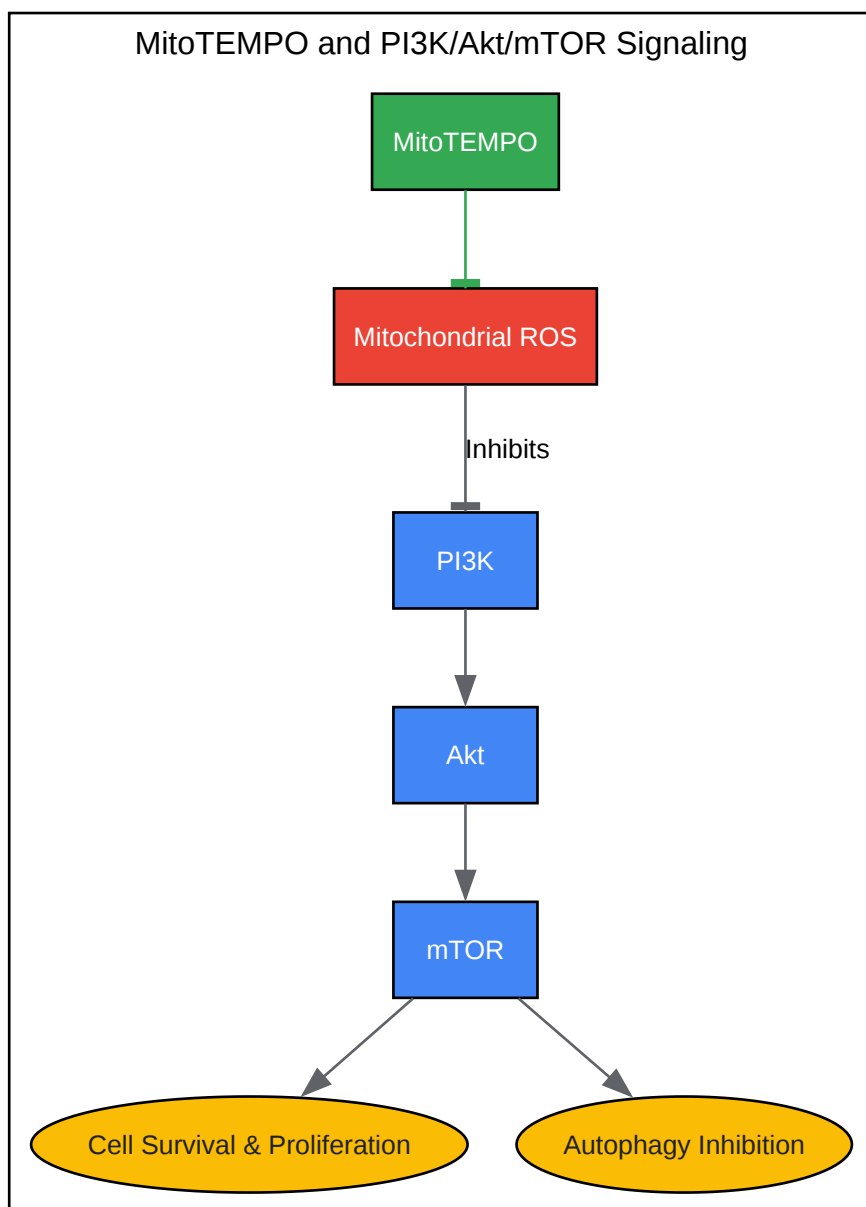 MitoTEMPO and PI3K/Akt/mTOR Signaling
MitoTEMPO
Mitochondrial ROS
Inhibits
PI3K
Akt
mTOR
Cell Survival & Proliferation
Autophagy Inhibition